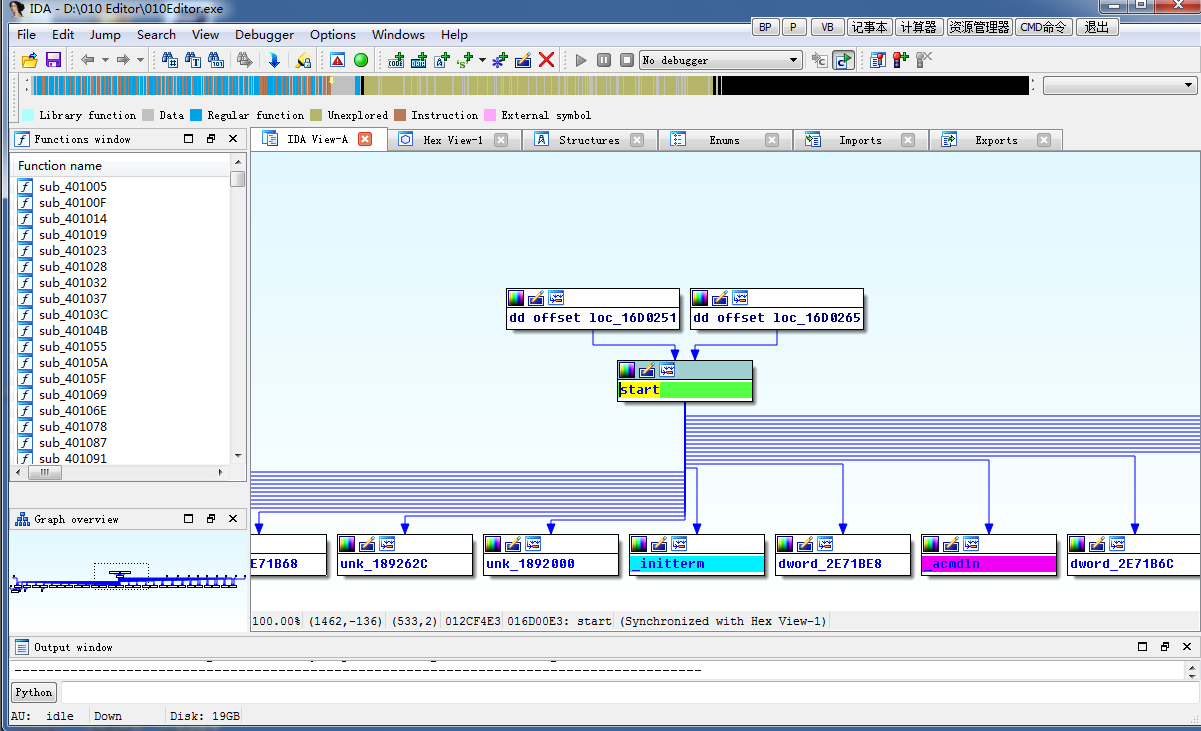 IDA - D:\010 Editor\010Editor.exe
File Edit Jump Search View Debugger Options Windows Help
BP P VB 记事本 计算器 资源管理器 CMD命令 退出
No debugger
Library function Data Regular function Unexplored Instruction External symbol
Functions window
IDA View-A Hex View-1 Structures Enums Imports Exports
Function name
sub_401005
sub_40100F
sub_401014
sub_401019
sub_401023
sub_401028
sub_401032
sub_401037
sub_40103C
sub_40104B
sub_401055
sub_40105A
sub_40105F
sub_401069
sub_40106E
sub_401078
sub_401087
sub_401091
dd offset loc_16D0251
dd offset loc_16D0265
start
E71B68
unk_189262C
unk_1892000
_initterm
dword_2E71BE8
_acmdln
dword_2E71B6C
Graph overview
100.00% (1462,-136) (533,2) 012CF4E3 016D00E3: start (Synchronized with Hex View-1)
Output window
Python
AU: idle Down Disk: 19GB